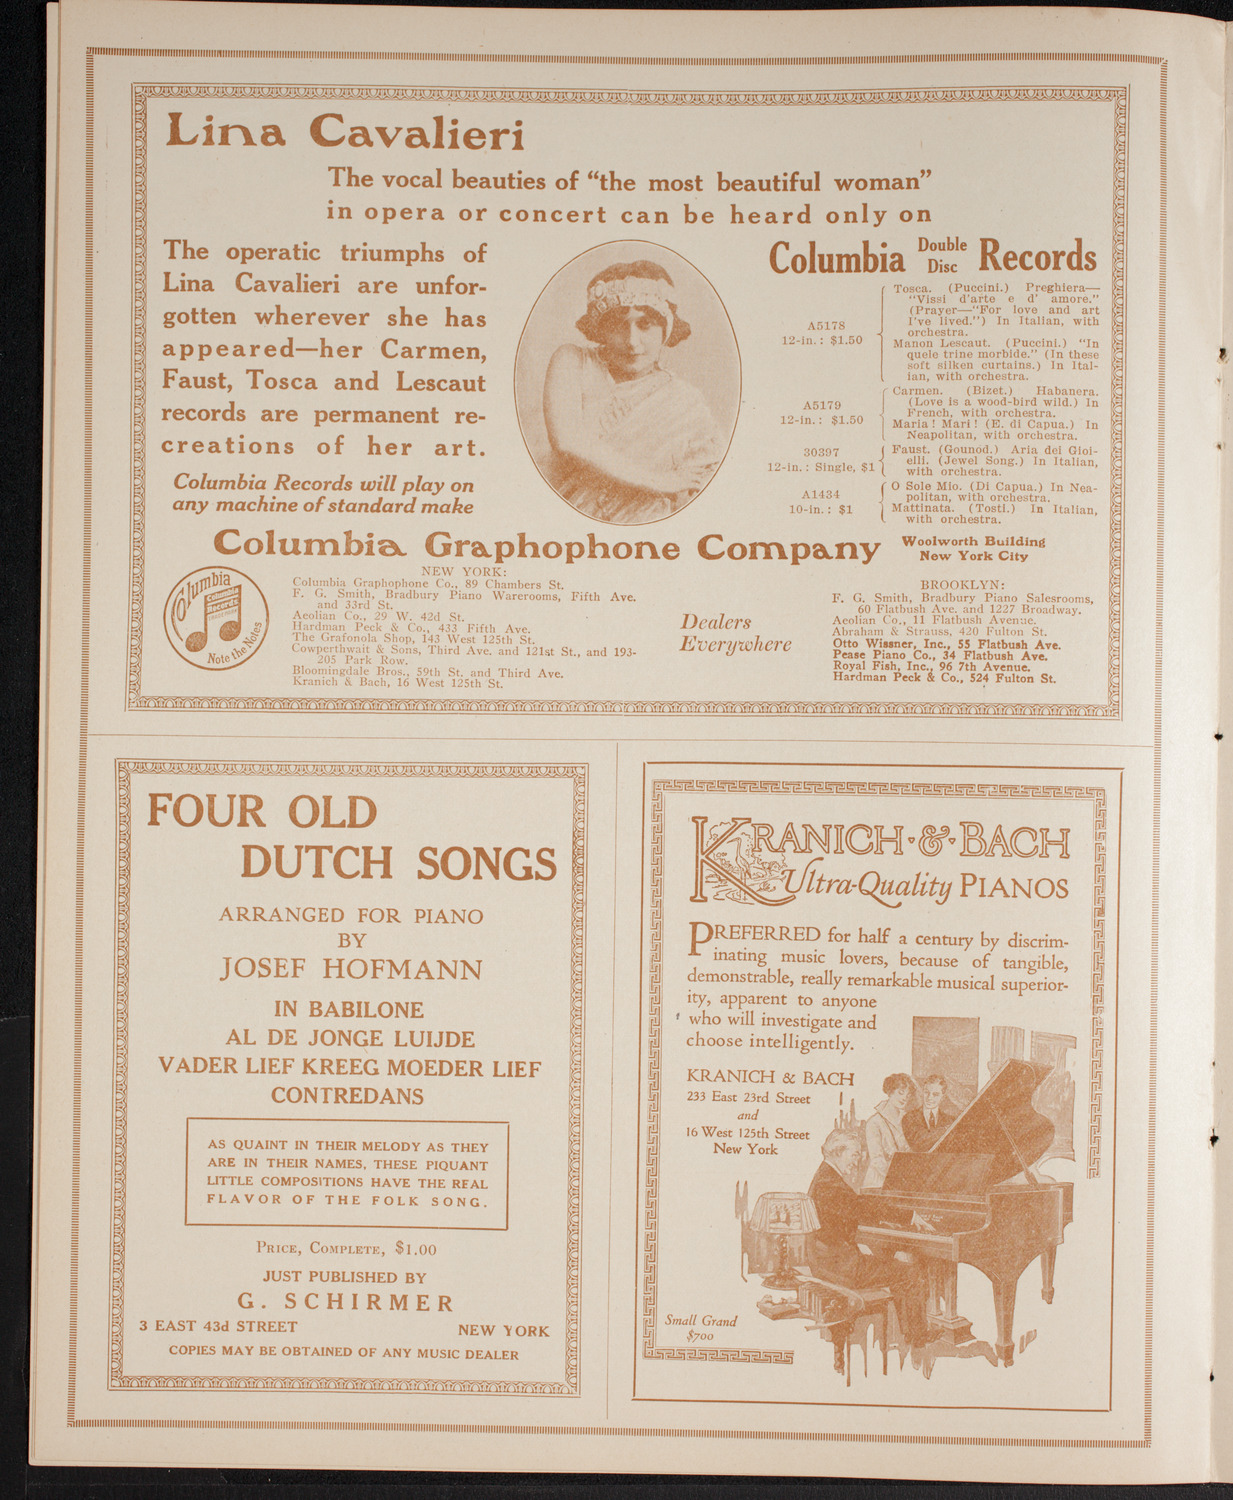 Lina Cavalieri
The vocal beauties of “the most beautiful woman”
in opera or concert can be heard only on
The operatic triumphs of
Lina Cavalieri are unfor-
gotten wherever she has
appeared—her Carmen,
Faust, Tosca and Lescaut
records are permanent re-
creations of her art.
Columbia Records will play on
any machine of standard make
Columbia Double Disc Records
A5178
12-in.: $1.50
Tosca. (Puccini.) Preghiera—
“Vissi d'arte e d' amore.”
(Prayer—“For love and art
I've lived.”) In Italian, with
orchestra.
Manon Lescaut. (Puccini.) “In
quele trine morbide.” (In these
soft silken curtains.) In Ital-
ian, with orchestra.
A5179
12-in.: $1.50
Carmen. (Bizet.) Habanera.
(Love is a wood-bird wild.) In
French, with orchestra.
Maria! Mari! (E. di Capua.) In
Neapolitan, with orchestra.
30397
12-in.: Single, $1
Faust. (Gounod.) Aria dei Gioi-
elli. (Jewel Song.) In Italian,
with orchestra.
A1434
10-in.: $1
O Sole Mio. (Di Capua.) In Nea-
politan, with orchestra.
Mattinata. (Tosti.) In Italian,
with orchestra.
Columbia Graphophone Company
Woolworth Building
New York City
Columbia
Columbia
Records
Note the Notes
NEW YORK:
Columbia Graphophone Co., 89 Chambers St.
F. G. Smith, Bradbury Piano Warerooms, Fifth Ave.
and 33rd St.
Aeolian Co., 29 W. 42d St.
Hardman Peck & Co., 433 Fifth Ave.
The Grafonola Shop, 143 West 125th St.
Cowperthwait & Sons, Third Ave. and 121st St., and 193-
205 Park Row.
Bloomingdale Bros., 59th St. and Third Ave.
Kranich & Bach, 16 West 125th St.
Dealers
Everywhere
BROOKLYN:
F. G. Smith, Bradbury Piano Salesrooms,
60 Flatbush Ave. and 1227 Broadway.
Aeolian Co., 11 Flatbush Avenue.
Abraham & Strauss, 420 Fulton St.
Otto Wissner, Inc., 55 Flatbush Ave.
Pease Piano Co., 34 Flatbush Ave.
Royal Fish, Inc., 96 7th Avenue.
Hardman Peck & Co., 524 Fulton St.
FOUR OLD
DUTCH SONGS
ARRANGED FOR PIANO
BY
JOSEF HOFMANN
IN BABILONE
AL DE JONGE LUIJDE
VADER LIEF KREEG MOEDER LIEF
CONTREDANS
AS QUAINT IN THEIR MELODY AS THEY
ARE IN THEIR NAMES, THESE PIQUANT
LITTLE COMPOSITIONS HAVE THE REAL
FLAVOR OF THE FOLK SONG.
PRICE, COMPLETE, $1.00
JUST PUBLISHED BY
G. SCHIRMER
3 EAST 43d STREET NEW YORK
COPIES MAY BE OBTAINED OF ANY MUSIC DEALER
KRANICH·&·BACH
Ultra-Quality PIANOS
PREFERRED for half a century by discrim-
inating music lovers, because of tangible,
demonstrable, really remarkable musical superior-
ity, apparent to anyone
who will investigate and
choose intelligently.
KRANICH & BACH
233 East 23rd Street
and
16 West 125th Street
New York
Small Grand
$700